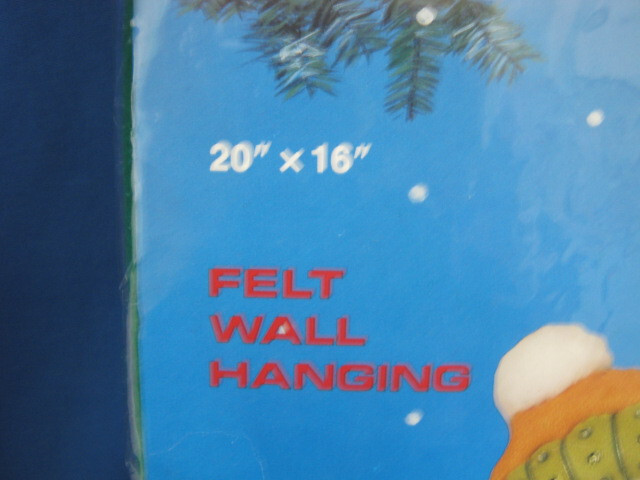 20" × 16"
FELT
WALL
HANGING